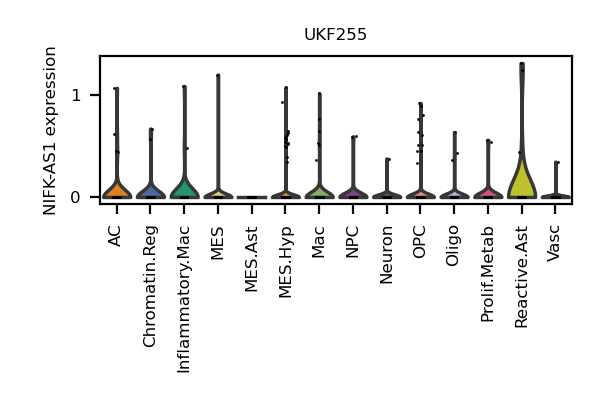 UKF255
NIFK-AS1 expression
1
0
AC
Chromatin.Reg
Inflammatory.Mac
MES
MES.Ast
MES.Hyp
Mac
NPC
Neuron
OPC
Oligo
Prolif.Metab
Reactive.Ast
Vasc